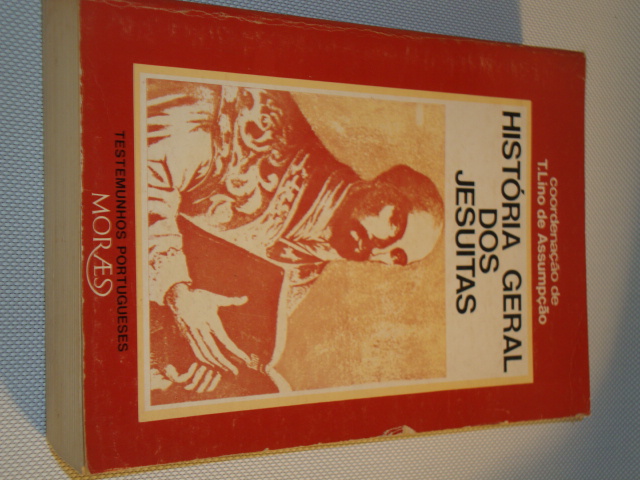 coordenação de
T.Lino de Assumpção
HISTÓRIA GERAL
DOS
JESUITAS
TESTEMUNHOS PORTUGUESES
MORÆS